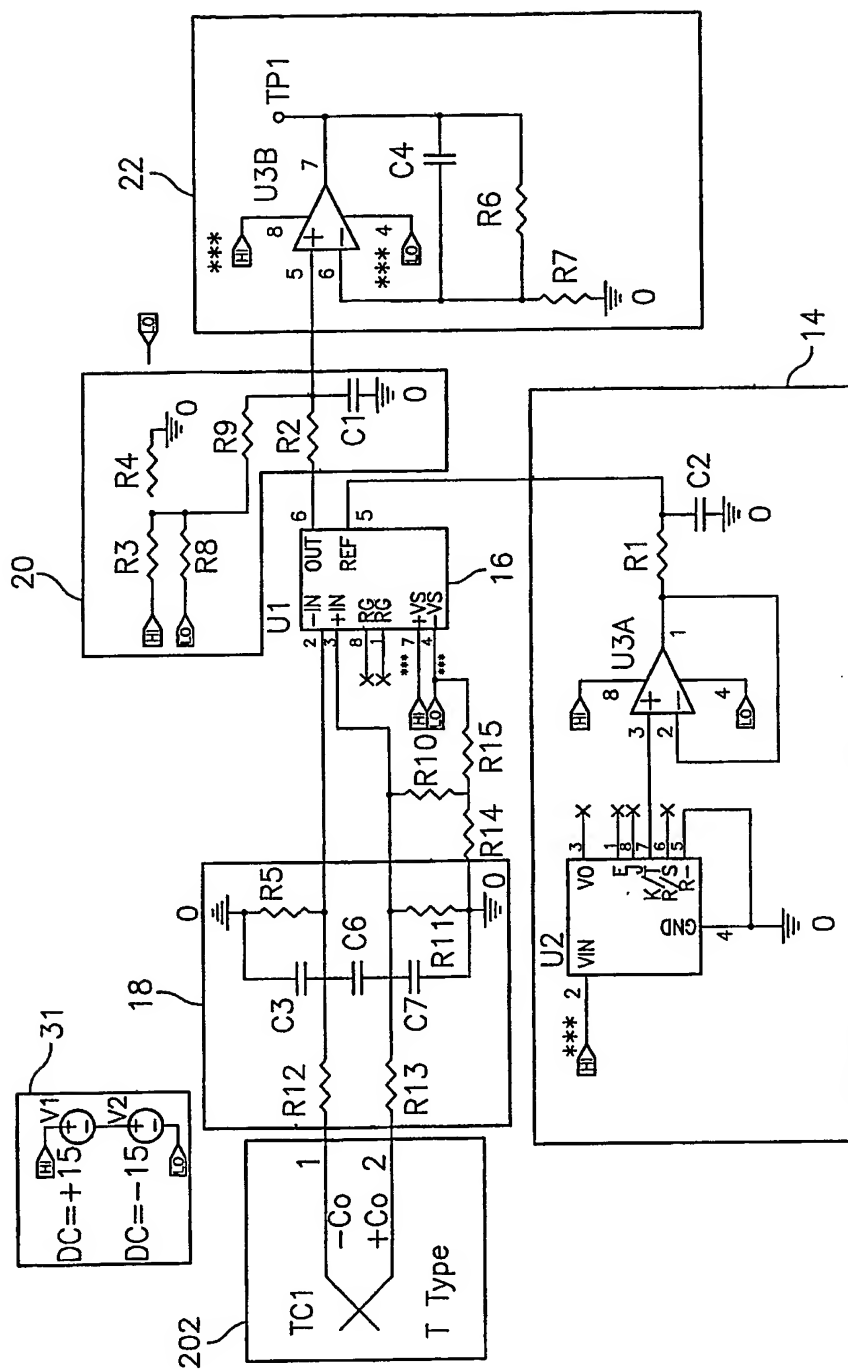 31
V1
HI
DC=+15
V2
DC=-15
LO
202
TC1
1
-Co
+Co
2
T Type
18
0
R5
R12
C3
C6
C7
R13
R11
0
R14
R10
R15
20
HI
R3
R4
0
LO
R8
R9
R2
C1
0
LO
U1
2 -IN
3 +IN
8 RG
1 RG
HI *** 7 +VS
LO *** 4 -VS
OUT 6
REF 5
16
22
***
HI
8
U3B
TP1
5
6
7
***
4
LO
C4
R6
R7
0
14
U2
***
HI
2
VIN
VO 3
E 1
J 8
K/T 7
R/S 6
R- 5
GND
4
0
HI
8
U3A
3
2
1
4
LO
R1
C2
0